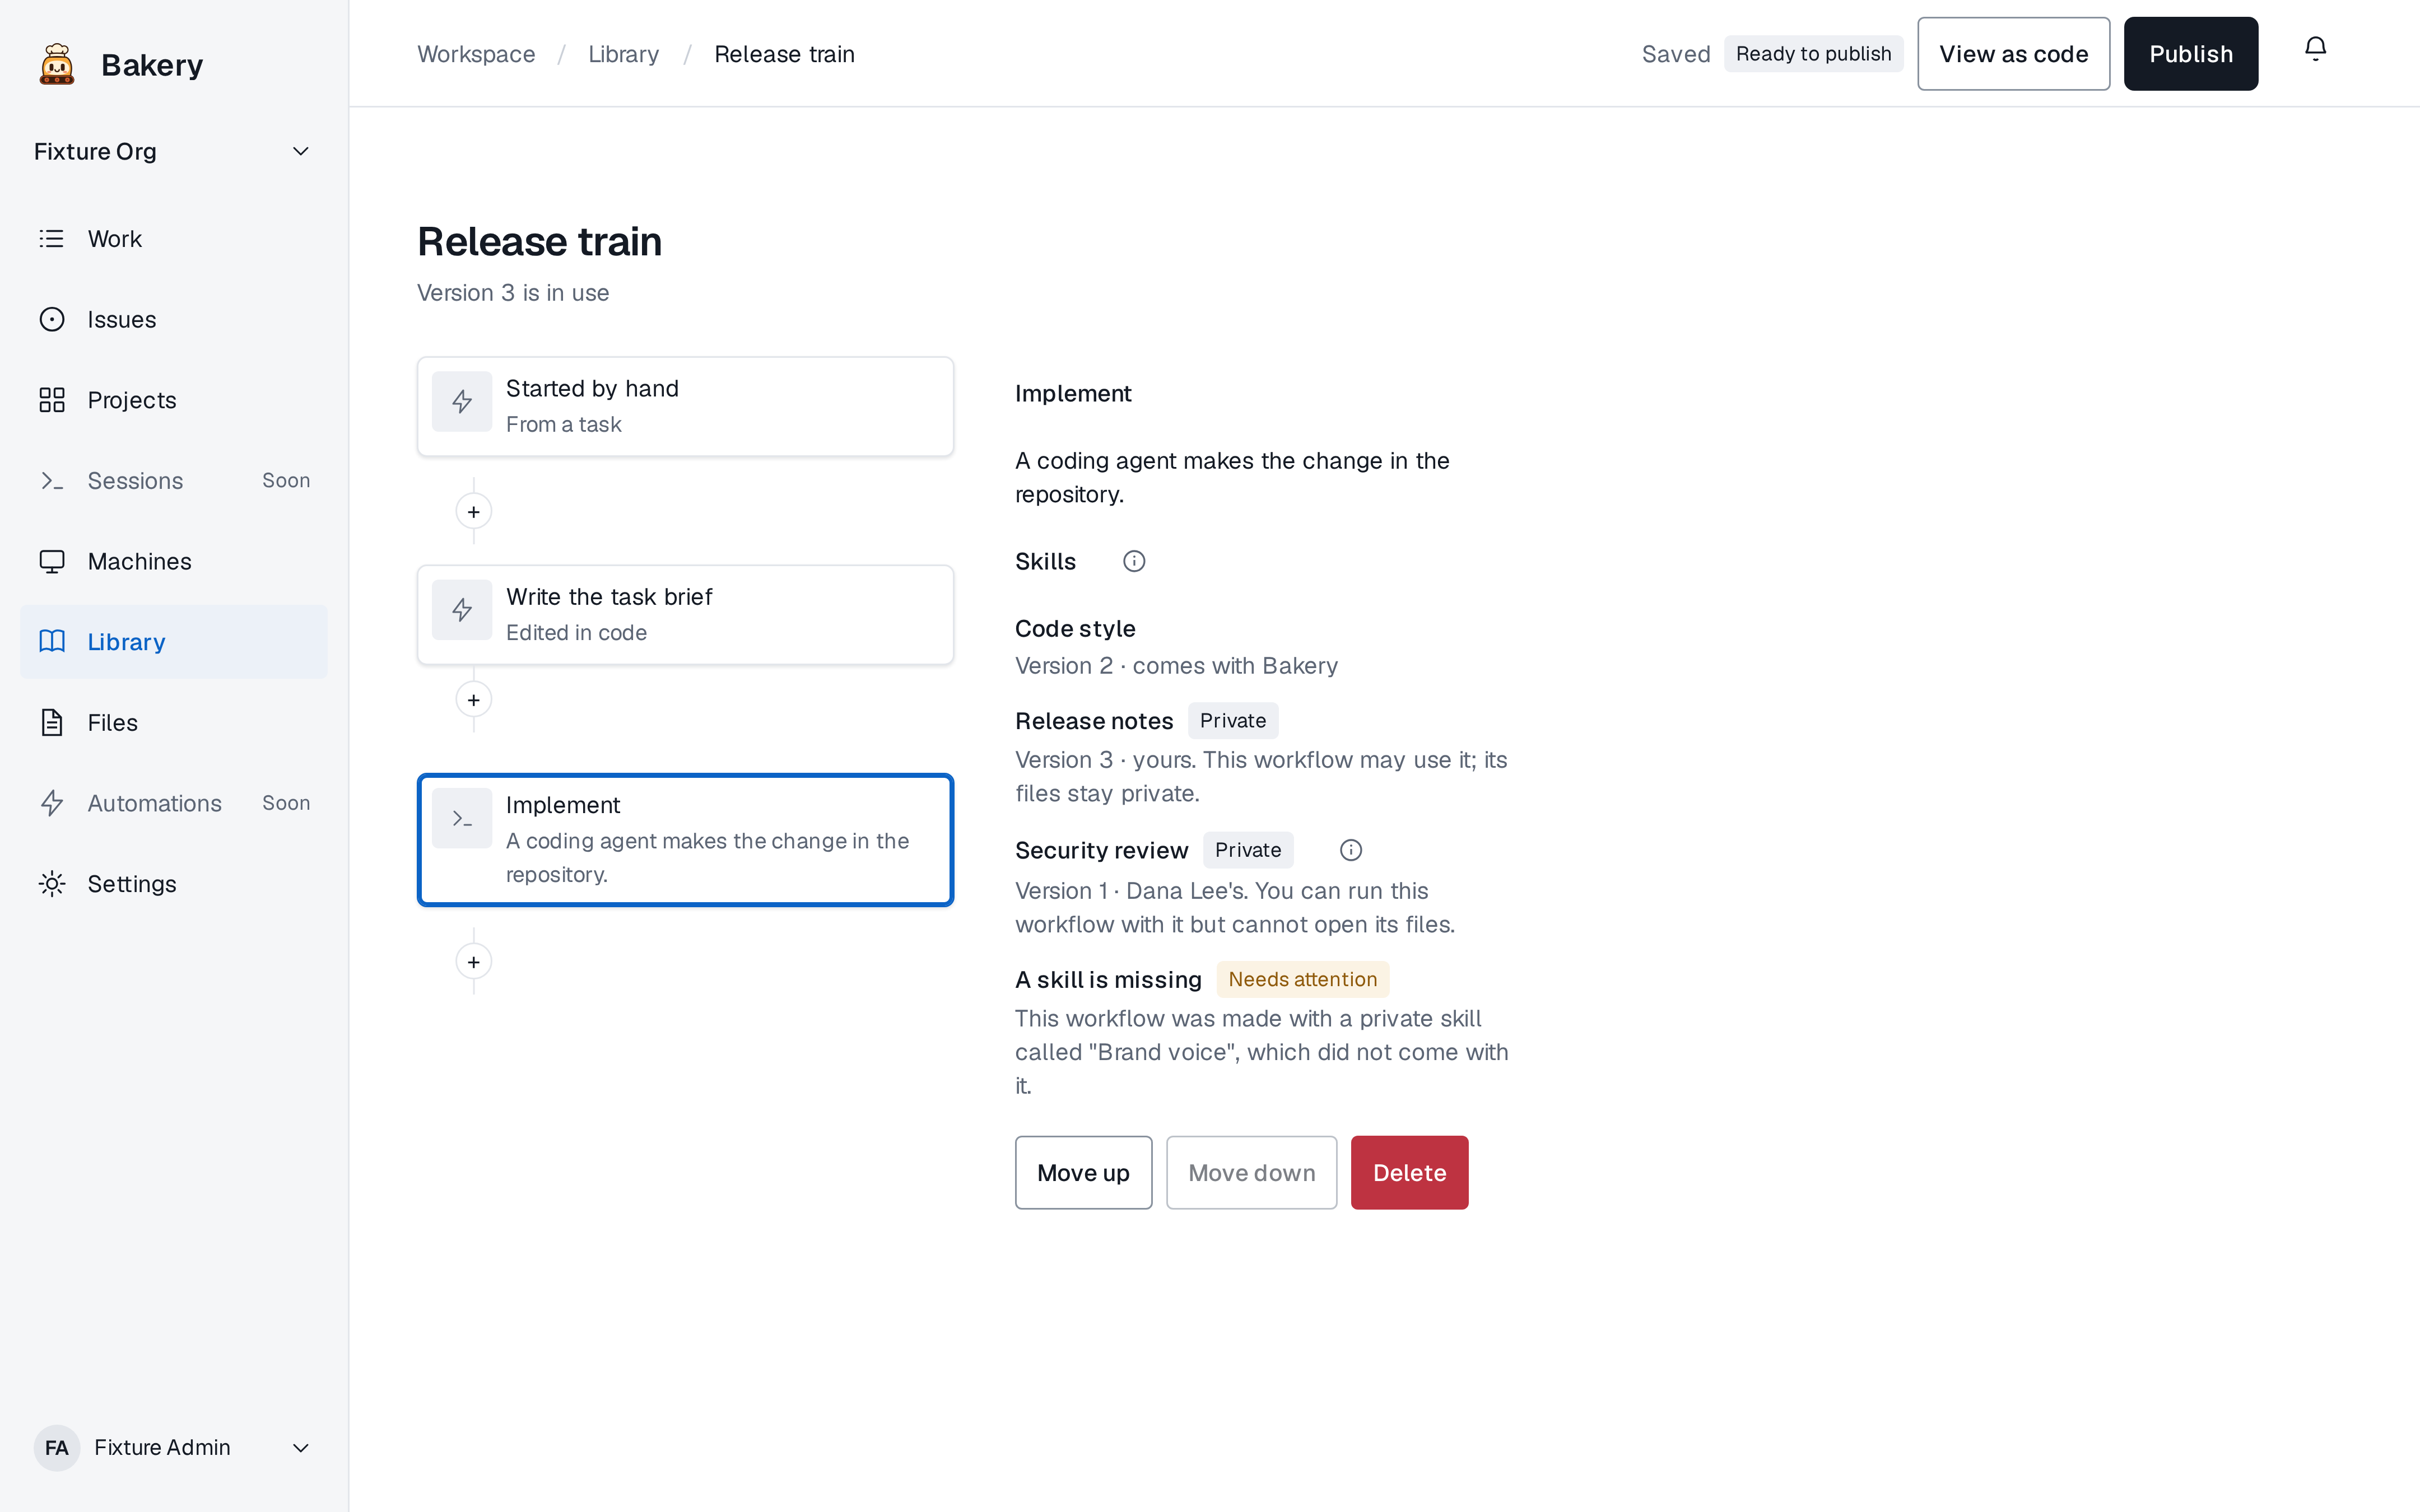 Bakery
Fixture Org
Work
Issues
Projects
Sessions Soon
Machines
Library
Files
Automations Soon
Settings
FA Fixture Admin
Workspace / Library / Release train
Saved Ready to publish View as code Publish
Release train
Version 3 is in use
Started by hand
From a task
+
Write the task brief
Edited in code
+
Implement
A coding agent makes the change in the
repository.
+
Implement
A coding agent makes the change in the
repository.
Skills
Code style
Version 2 · comes with Bakery
Release notes Private
Version 3 · yours. This workflow may use it; its
files stay private.
Security review Private
Version 1 · Dana Lee's. You can run this
workflow with it but cannot open its files.
A skill is missing Needs attention
This workflow was made with a private skill
called "Brand voice", which did not come with
it.
Move up Move down Delete